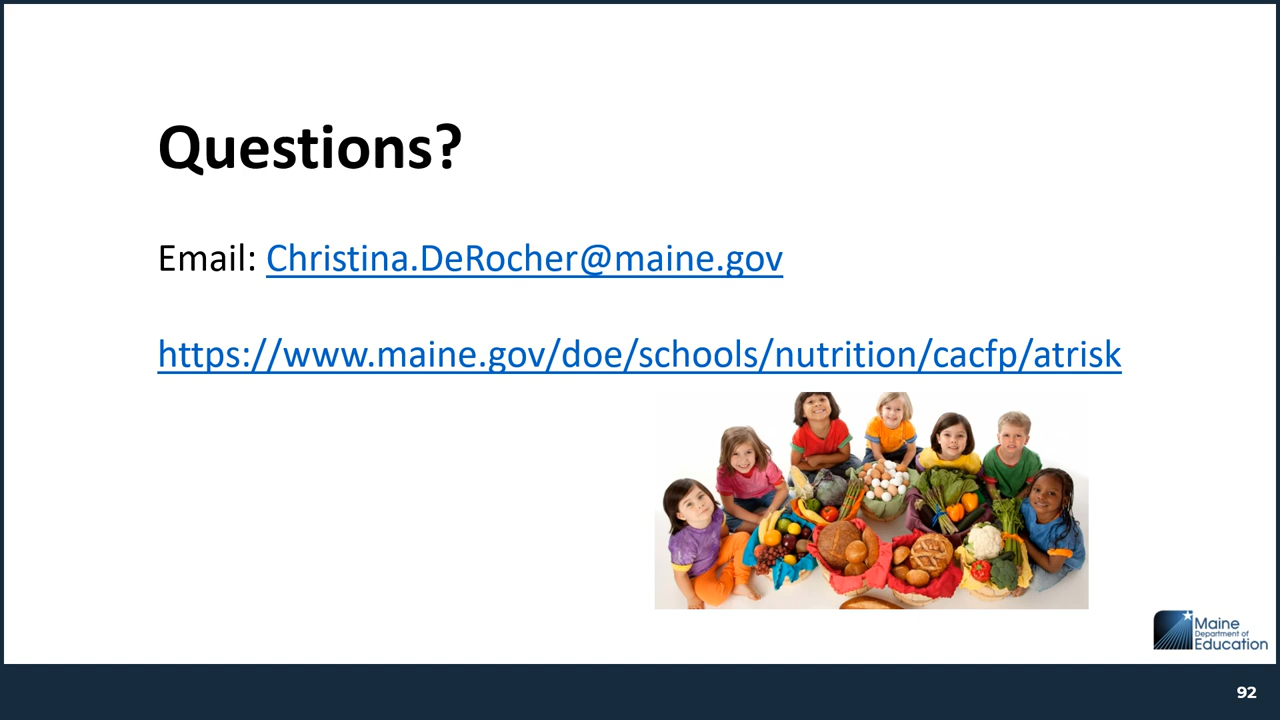 Questions?
Email: Christina.DeRocher@maine.gov
https://www.maine.gov/doe/schools/nutrition/cacfp/atrisk
Maine
Department of
Education
92